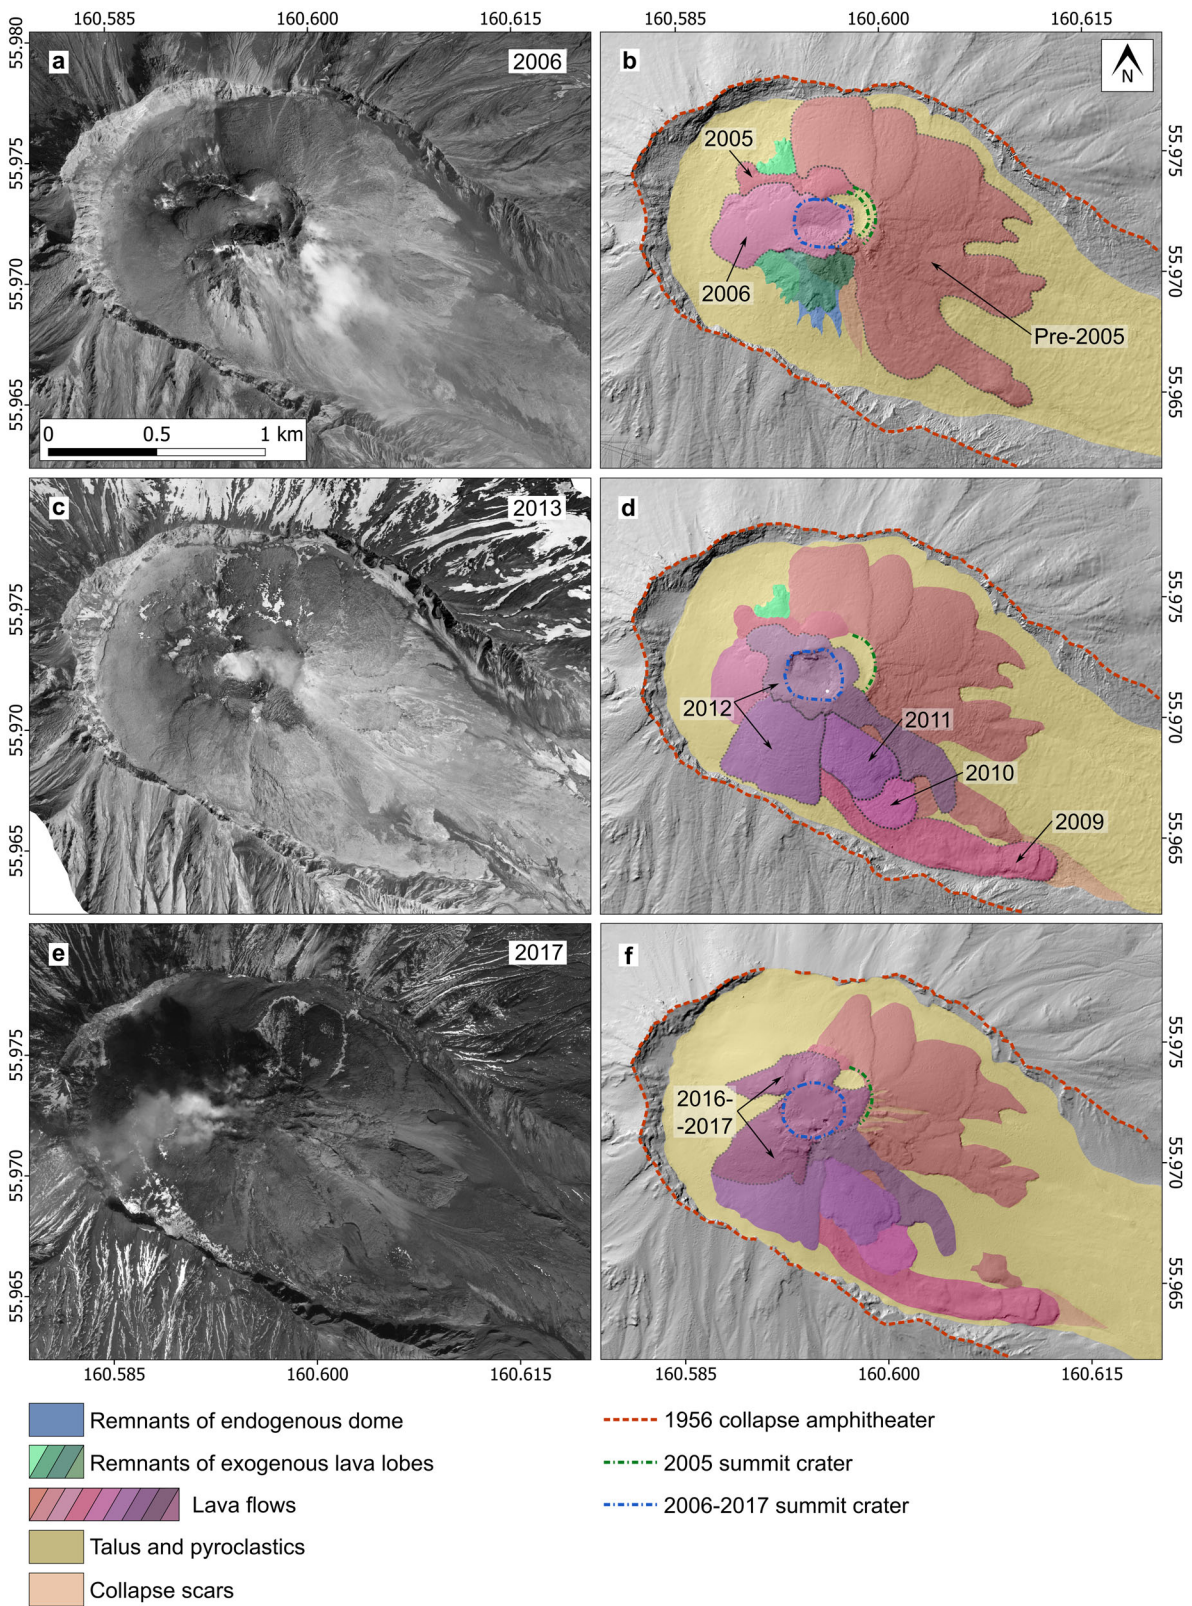 160.585 160.600 160.615 160.585 160.600 160.615
55.980
55.975
55.970
55.965
a 2006
0 0.5 1 km
b N
2005
2006
Pre-2005
55.975
55.970
55.965
55.975
55.970
55.965
c 2013
d
2012
2011
2010
2009
55.975
55.970
55.965
55.975
55.970
55.965
e 2017
f
2016-
-2017
55.975
55.970
55.965
160.585 160.600 160.615 160.585 160.600 160.615
Remnants of endogenous dome
Remnants of exogenous lava lobes
Lava flows
Talus and pyroclastics
Collapse scars
1956 collapse amphitheater
2005 summit crater
2006-2017 summit crater